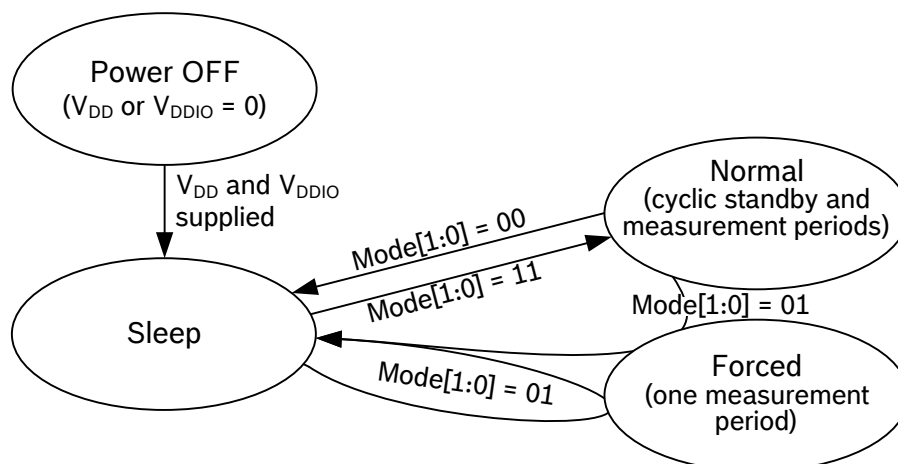 Power OFF
(VDD or VDDIO = 0)
VDD and VDDIO
supplied
Normal
(cyclic standby and
measurement periods)
Mode[1:0] = 00
Mode[1:0] = 11
Mode[1:0] = 01
Sleep
Forced
(one measurement
period)
Mode[1:0] = 01